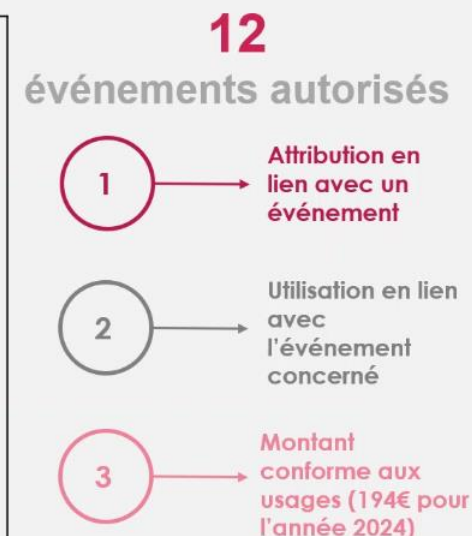 12
événements autorisés
1
Attribution en
lien avec un
événement
2
Utilisation en lien
avec
l'événement
concerné
3
Montant
conforme aux
usages (194€ pour
l'année 2024)